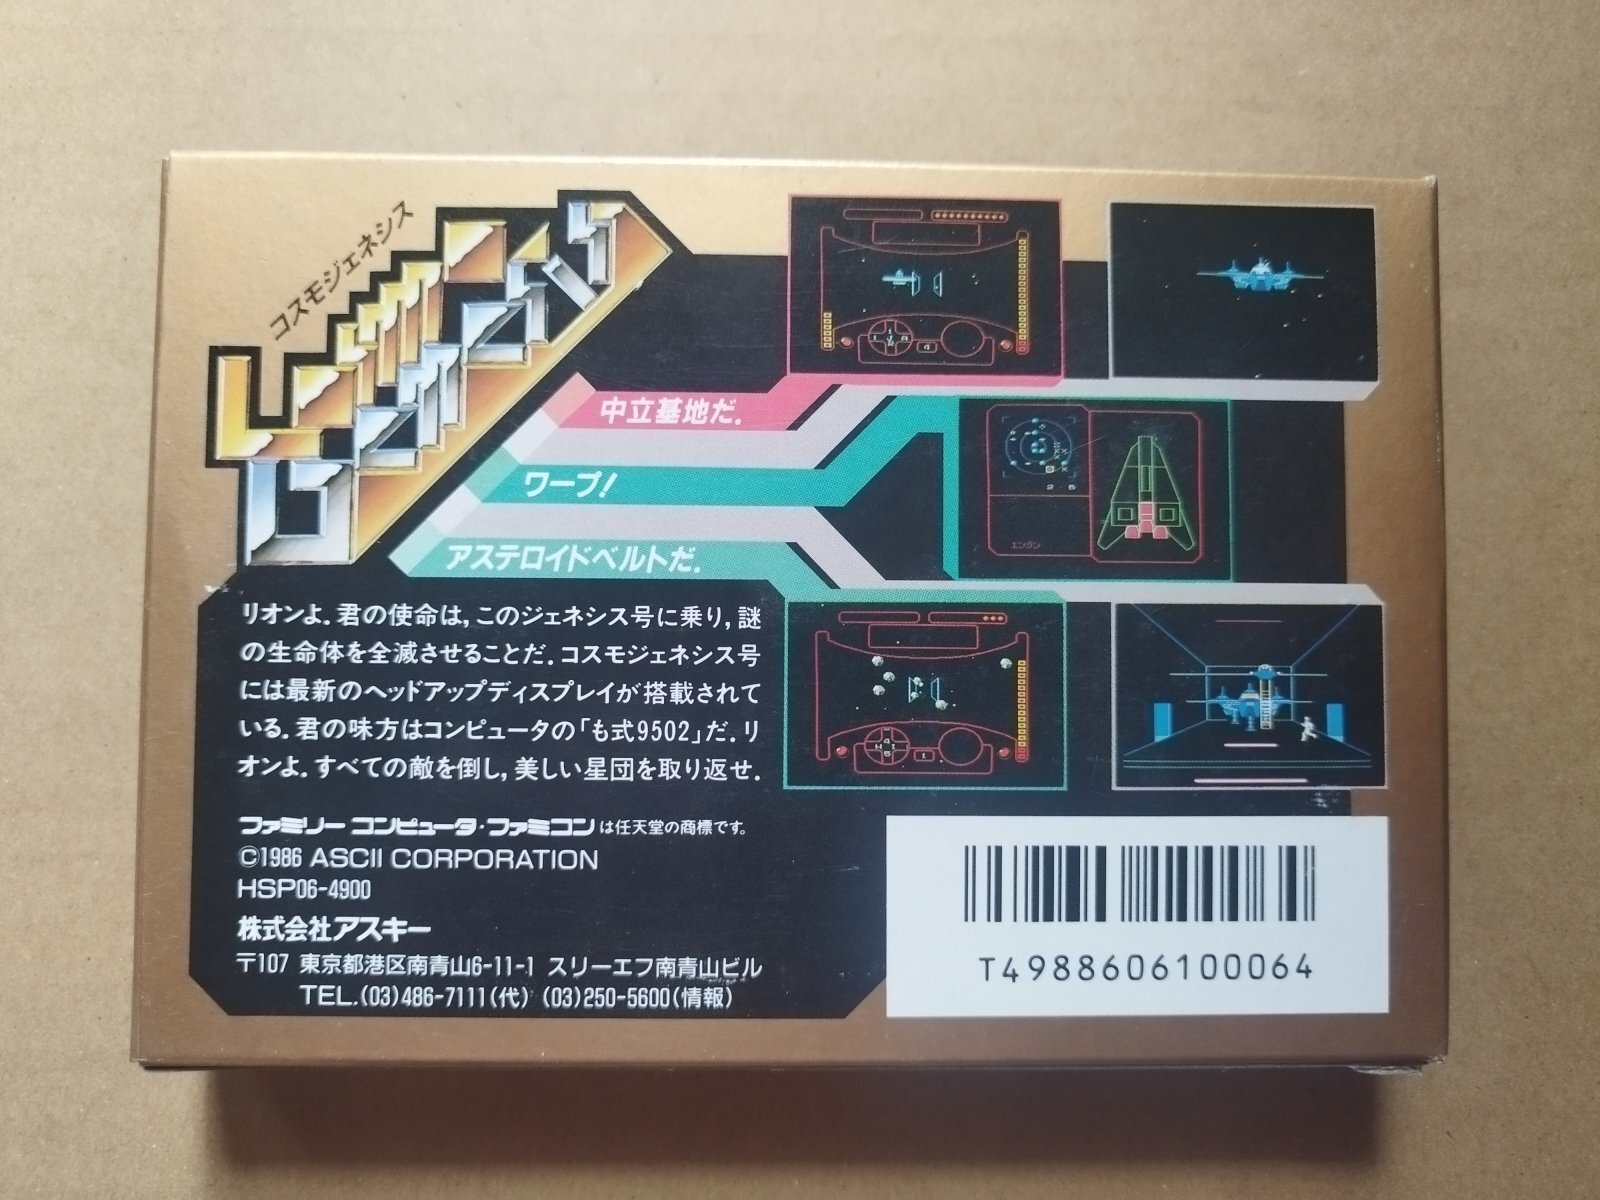 コスモジェネシス
中立基地だ.
ワープ!
アステロイドベルトだ.
エンジン
リオンよ. 君の使命は, このジェネシス号に乗り, 謎
の生命体を全滅させることだ. コスモジェネシス号
には最新のヘッドアップディスプレイが搭載されて
いる. 君の味方はコンピュータの「も式9502」だ. リ
オンよ. すべての敵を倒し, 美しい星団を取り返せ.
ファミリーコンピュータ・ファミコンは任天堂の商標です。
©1986 ASCII CORPORATION
HSP06-4900
株式会社アスキー
〒107 東京都港区南青山6-11-1 スリーエフ南青山ビル
TEL.(03)486-7111(代) (03)250-5600(情報)
T4988606100064